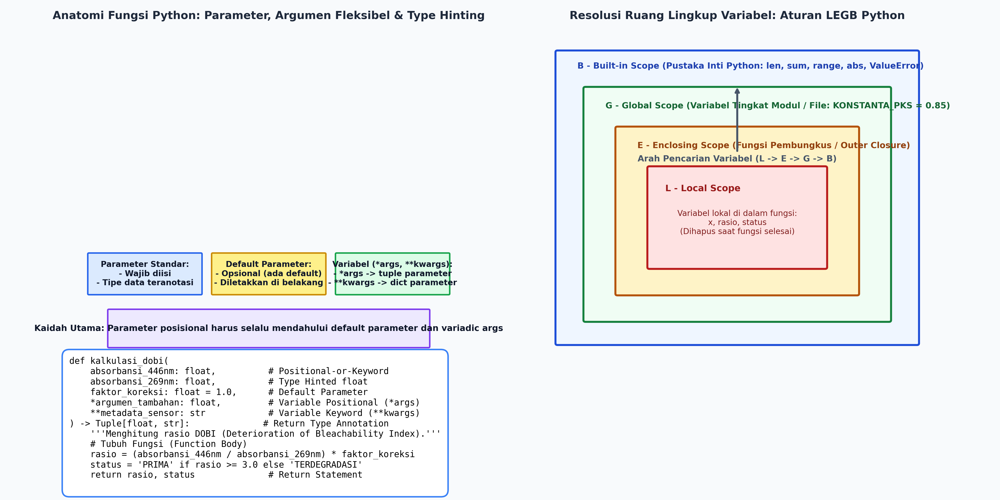 Anatomi Fungsi Python: Parameter, Argumen Fleksibel & Type Hinting
Parameter Standar:
- Wajib diisi
- Tipe data teranotasi
Default Parameter:
- Opsional (ada default)
- Diletakkan di belakang
Variabel (*args, **kwargs):
- *args -> tuple parameter
- **kwargs -> dict parameter
Kaidah Utama: Parameter posisional harus selalu mendahului default parameter dan variadic args
def kalkulasi_dobi(
    absorbansi_446nm: float,          # Positional-or-Keyword
    absorbansi_269nm: float,          # Type Hinted float
    faktor_koreksi: float = 1.0,      # Default Parameter
    *argumen_tambahan: float,         # Variable Positional (*args)
    **metadata_sensor: str            # Variable Keyword (**kwargs)
) -> Tuple[float, str]:              # Return Type Annotation
    '''Menghitung rasio DOBI (Deterioration of Bleachability Index).'''
    # Tubuh Fungsi (Function Body)
    rasio = (absorbansi_446nm / absorbansi_269nm) * faktor_koreksi
    status = 'PRIMA' if rasio >= 3.0 else 'TERDEGRADASI'
    return rasio, status              # Return Statement
Resolusi Ruang Lingkup Variabel: Aturan LEGB Python
B - Built-in Scope (Pustaka Inti Python: len, sum, range, abs, ValueError)
G - Global Scope (Variabel Tingkat Modul / File: KONSTANTA_PKS = 0.85)
E - Enclosing Scope (Fungsi Pembungkus / Outer Closure)
Arah Pencarian Variabel (L -> E -> G -> B)
L - Local Scope
Variabel lokal di dalam fungsi:
x, rasio, status
(Dihapus saat fungsi selesai)